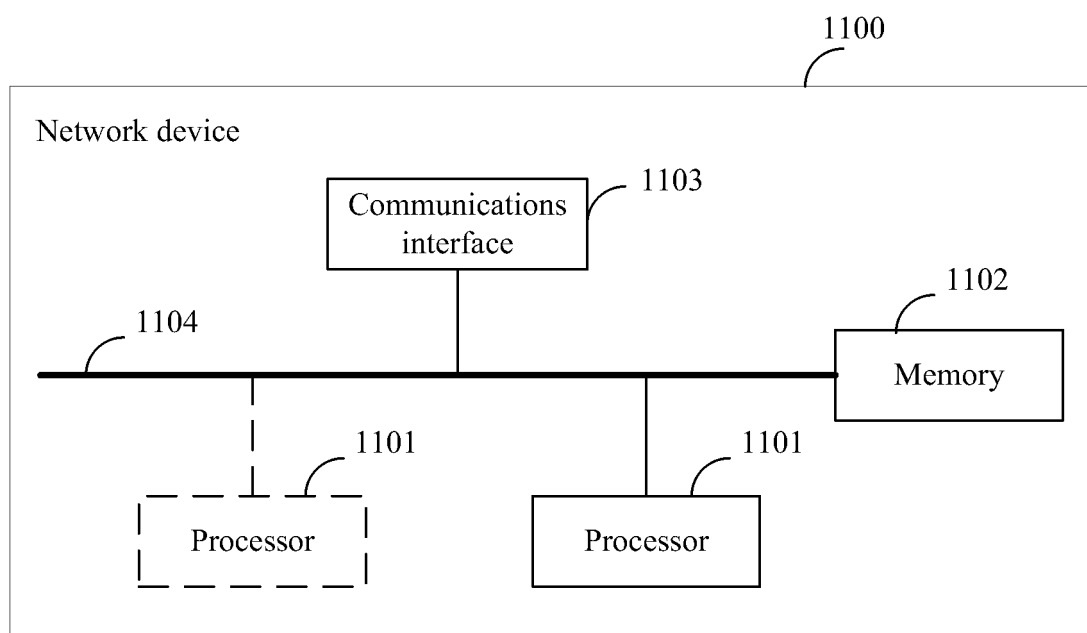 1100
Network device
1103
Communications
interface
1102
1104
Memory
1101
1101
Processor
Processor